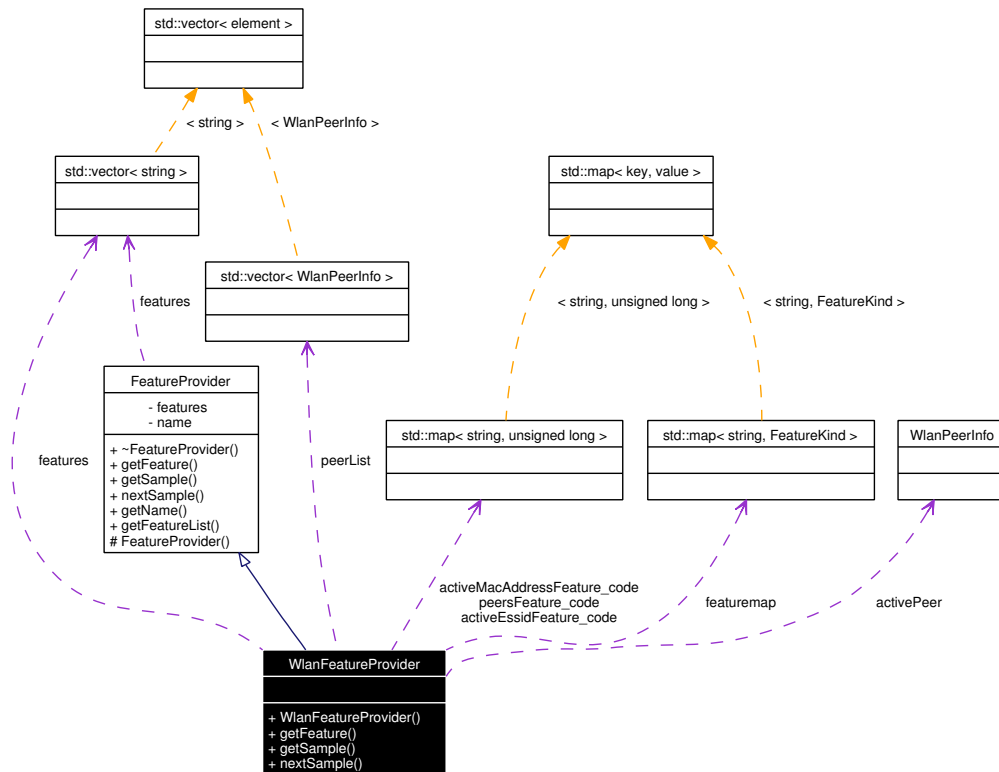 std::vector< element >
< string >
< WlanPeerInfo >
std::vector< string >
std::map< key, value >
std::vector< WlanPeerInfo >
features
< string, unsigned long >
< string, FeatureKind >
FeatureProvider
- features
- name
+ ~FeatureProvider()
+ getFeature()
+ getSample()
+ nextSample()
+ getName()
+ getFeatureList()
# FeatureProvider()
std::map< string, unsigned long >
std::map< string, FeatureKind >
WlanPeerInfo
features
peerList
activeMacAddressFeature_code
peersFeature_code
activeEssidFeature_code
featuremap
activePeer
WlanFeatureProvider
+ WlanFeatureProvider()
+ getFeature()
+ getSample()
+ nextSample()